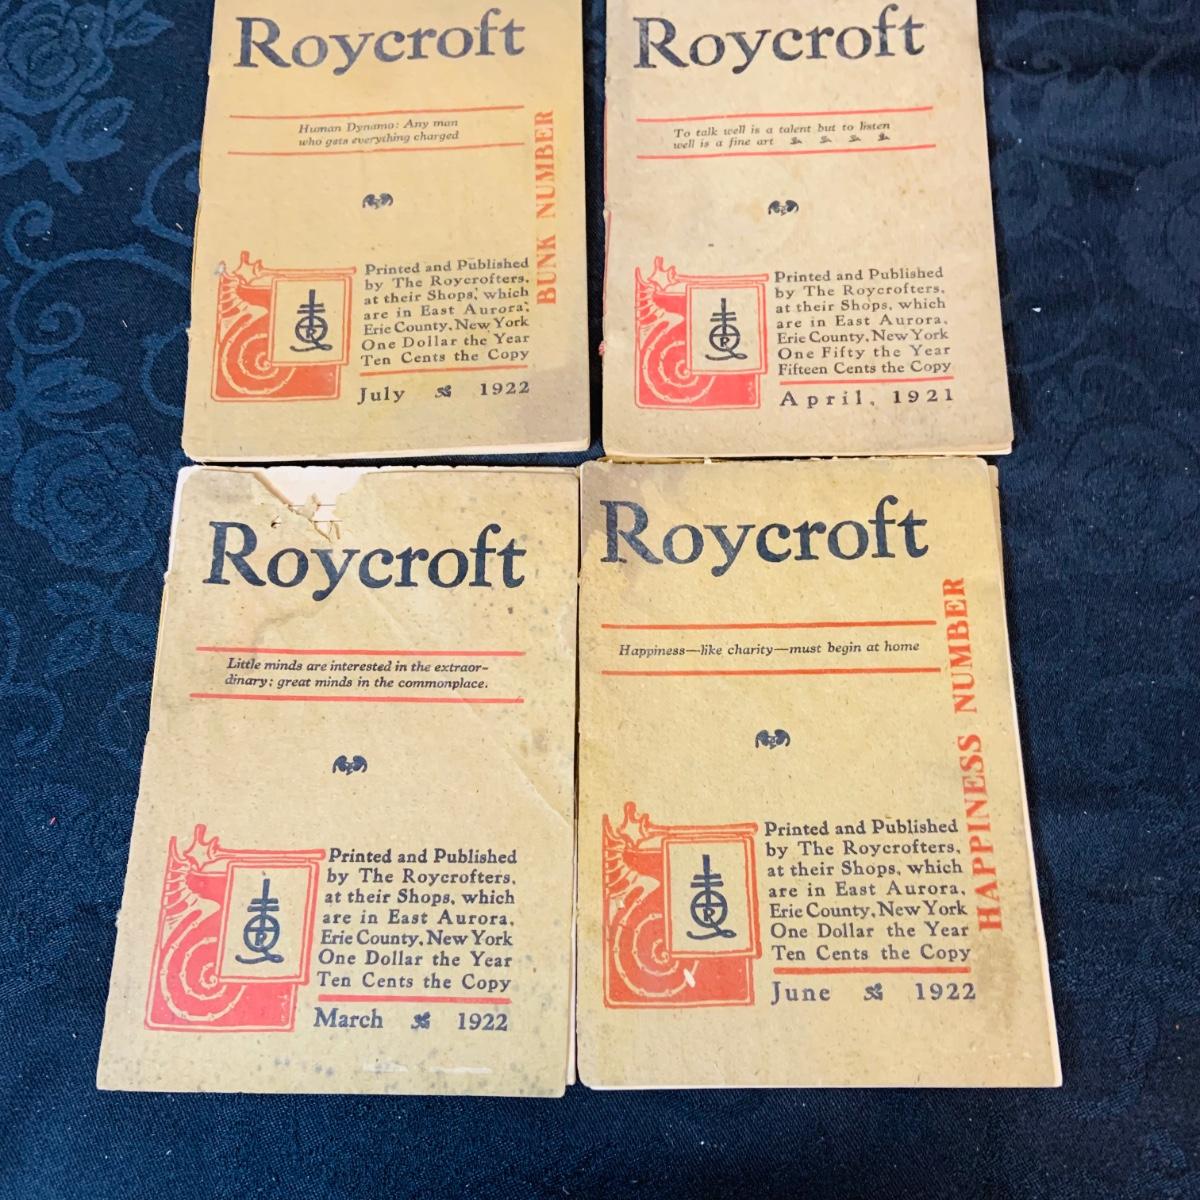 Roycroft
Human Dynamo: Any man
who gets everything charged
BUNK NUMBER
Printed and Published
by The Roycrofters,
at their Shops, which
are in East Aurora,
Erie County, New York
One Dollar the Year
Ten Cents the Copy
July 1922
Roycroft
To talk well is a talent but to listen
well is a fine art
Printed and Published
by The Roycrofters,
at their Shops, which
are in East Aurora,
Erie County, New York
One Fifty the Year
Fifteen Cents the Copy
April, 1921
Roycroft
Little minds are interested in the extraor-
dinary; great minds in the commonplace.
Printed and Published
by The Roycrofters,
at their Shops, which
are in East Aurora,
Erie County, New York
One Dollar the Year
Ten Cents the Copy
March 1922
Roycroft
Happiness—like charity—must begin at home
HAPPINESS NUMBER
Printed and Published
by The Roycrofters,
at their Shops, which
are in East Aurora,
Erie County, New York
One Dollar the Year
Ten Cents the Copy
June 1922